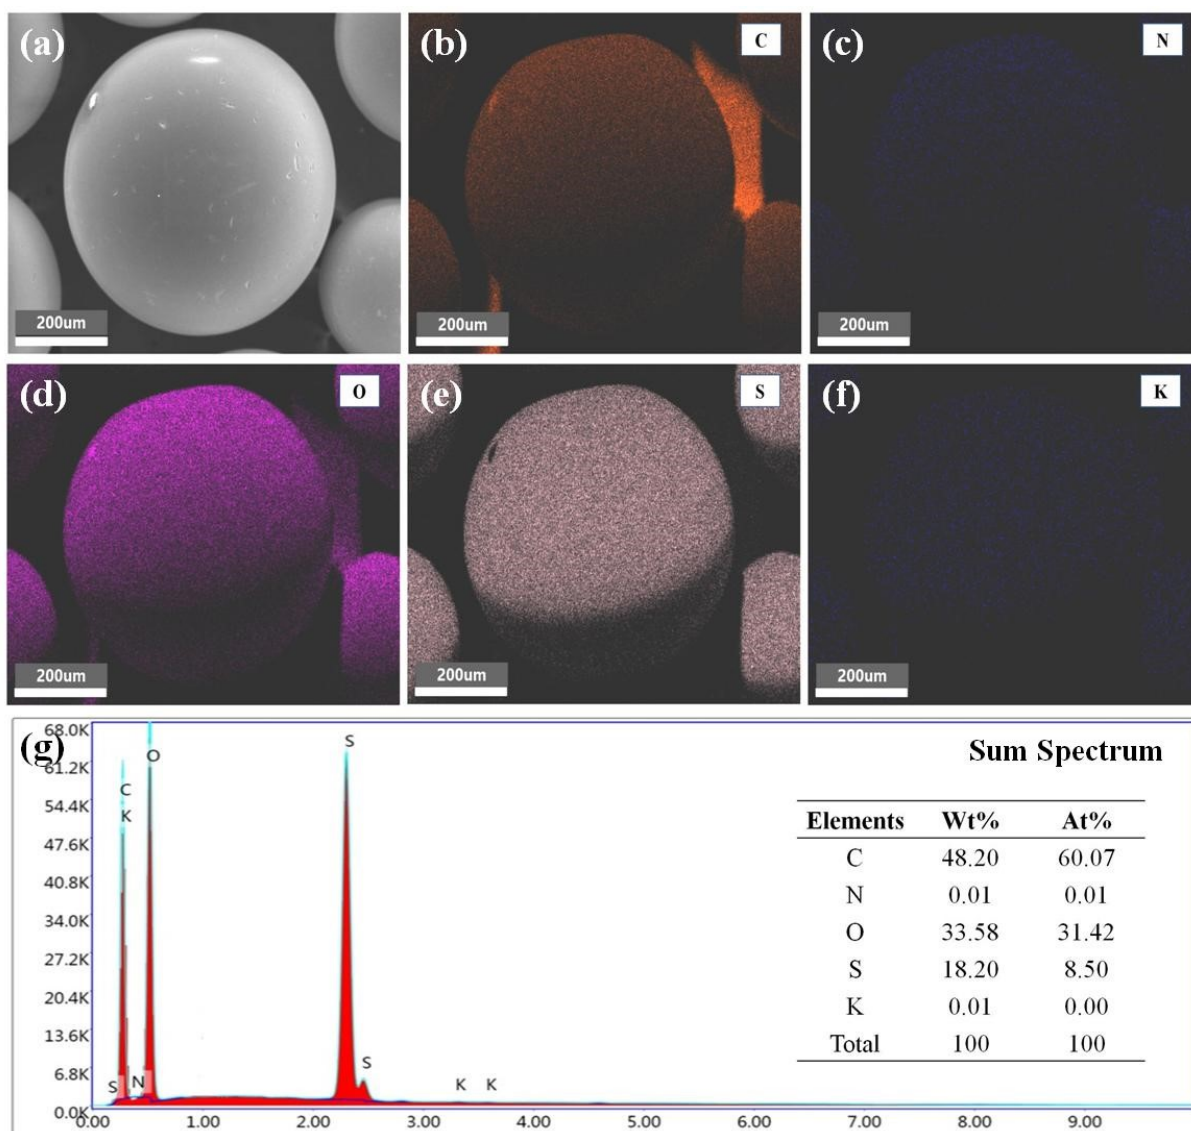 (a)
200um
(b)
C
200um
(c)
N
200um
(d)
O
200um
(e)
S
200um
(f)
K
200um
(g)
Sum Spectrum
68.0K
61.2K
54.4K
47.6K
40.8K
34.0K
27.2K
20.4K
13.6K
6.8K
0.0K
C
K
O
S
S
S
N
K K
0.00 1.00 2.00 3.00 4.00 5.00 6.00 7.00 8.00 9.00
Elements Wt% At%
C 48.20 60.07
N 0.01 0.01
O 33.58 31.42
S 18.20 8.50
K 0.01 0.00
Total 100 100